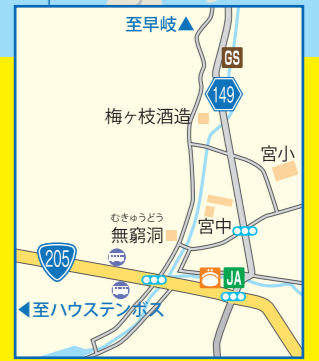 至早岐▲
GS
149
梅ヶ枝酒造
宮小
むきゅうどう
無窮洞
宮中
205
JA
◀至ハウステンボス